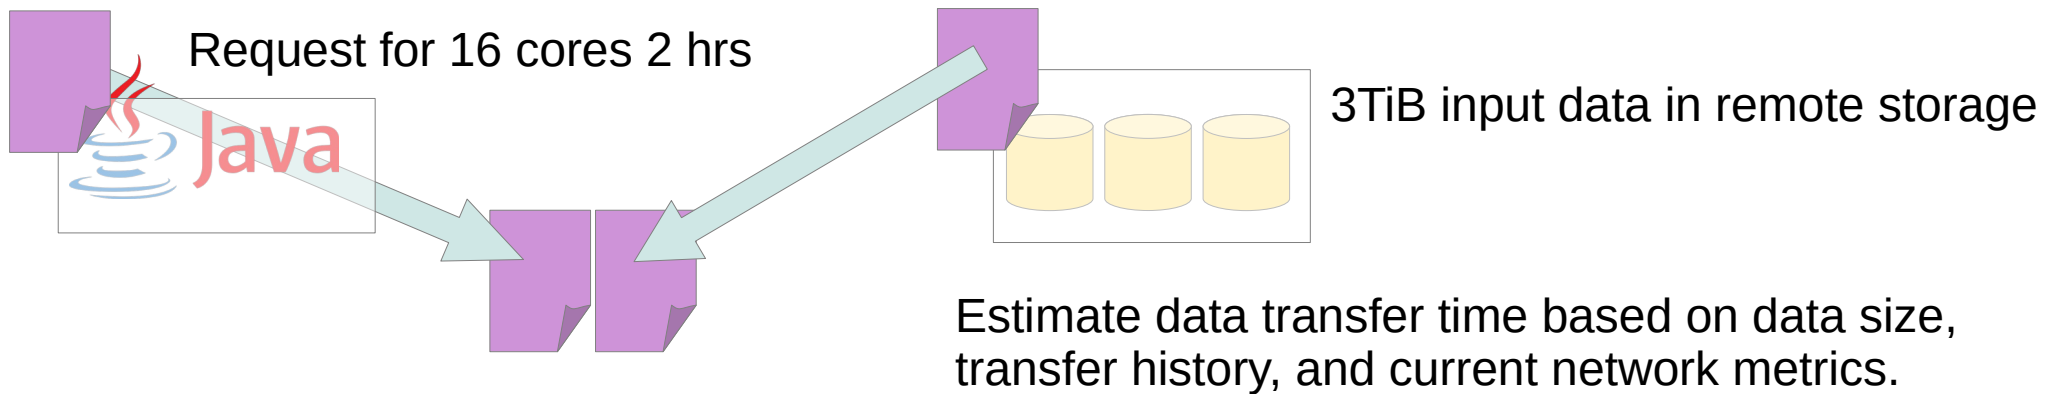 Request for 16 cores 2 hrs
3TiB input data in remote storage
Java
Estimate data transfer time based on data size,
transfer history, and current network metrics.